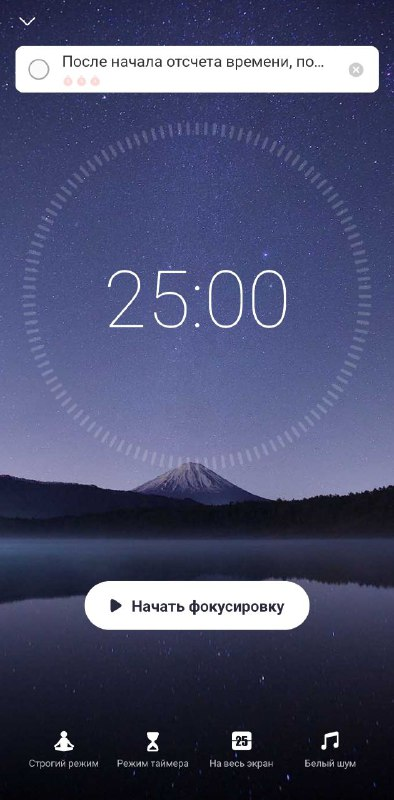 После начала отсчета времени, по...
25:00
Начать фокусировку
25
Строгий режим
Режим таймера
На весь экран
Белый шум